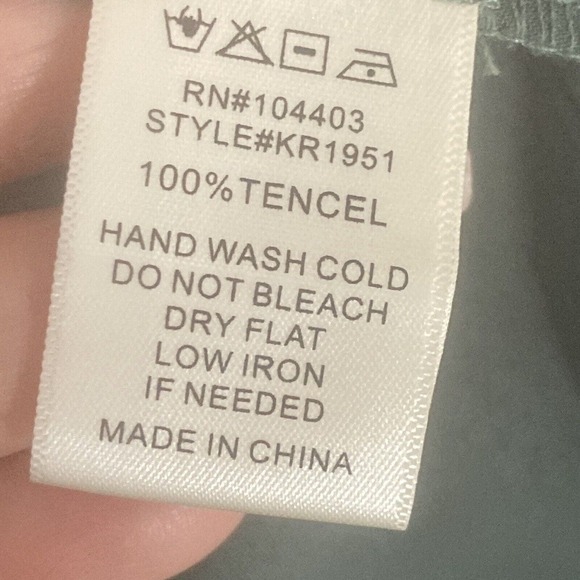 RN#104403
STYLE#KR1951
100%TENCEL
HAND WASH COLD
DO NOT BLEACH
DRY FLAT
LOW IRON
IF NEEDED
MADE IN CHINA